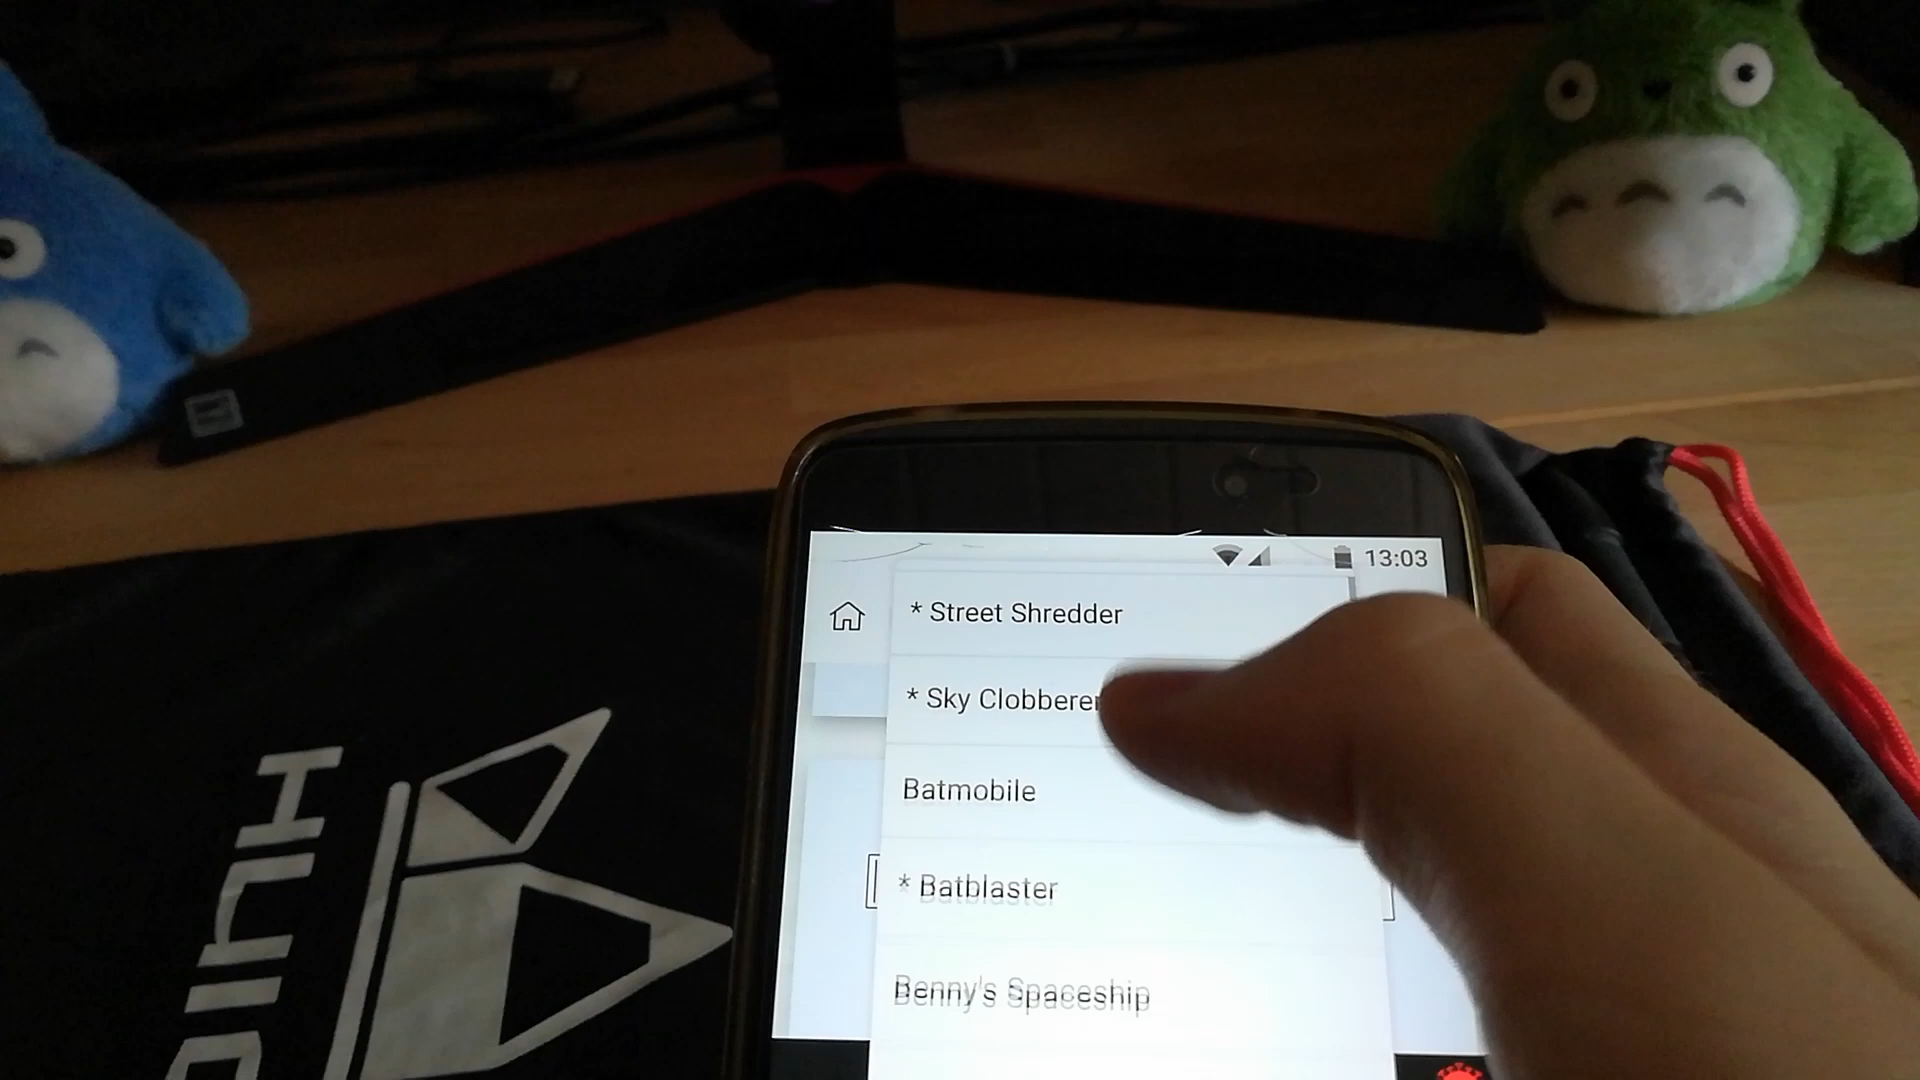 13:03
* Street Shredder
* Sky Clobberer
Batmobile
* Batblaster
Benny's Spaceship